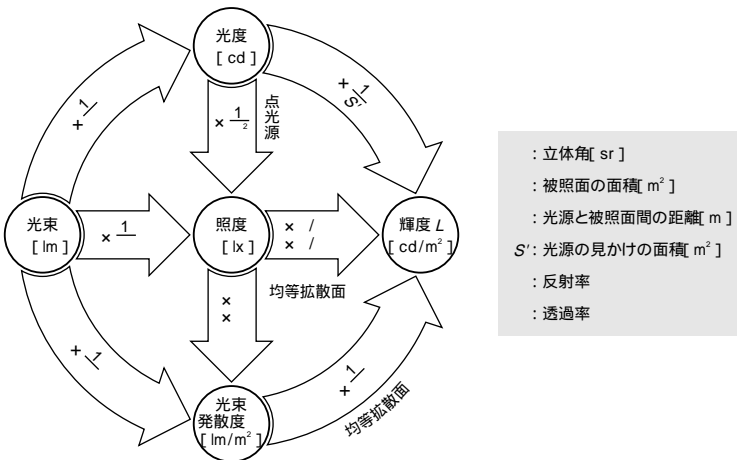 光度
[ cd ]
+ 1
+ 1
S'
× 1
2
点光源
光束
[ lm ]
× 1
照度
[ lx ]
× /
× /
輝度 L
[ cd/m² ]
均等拡散面
×
×
+ 1
+ 1
均等拡散面
光束
発散度
[ lm/m² ]
: 立体角[ sr ]
: 被照面の面積[ m² ]
: 光源と被照面間の距離[ m ]
S' : 光源の見かけの面積[ m² ]
: 反射率
: 透過率